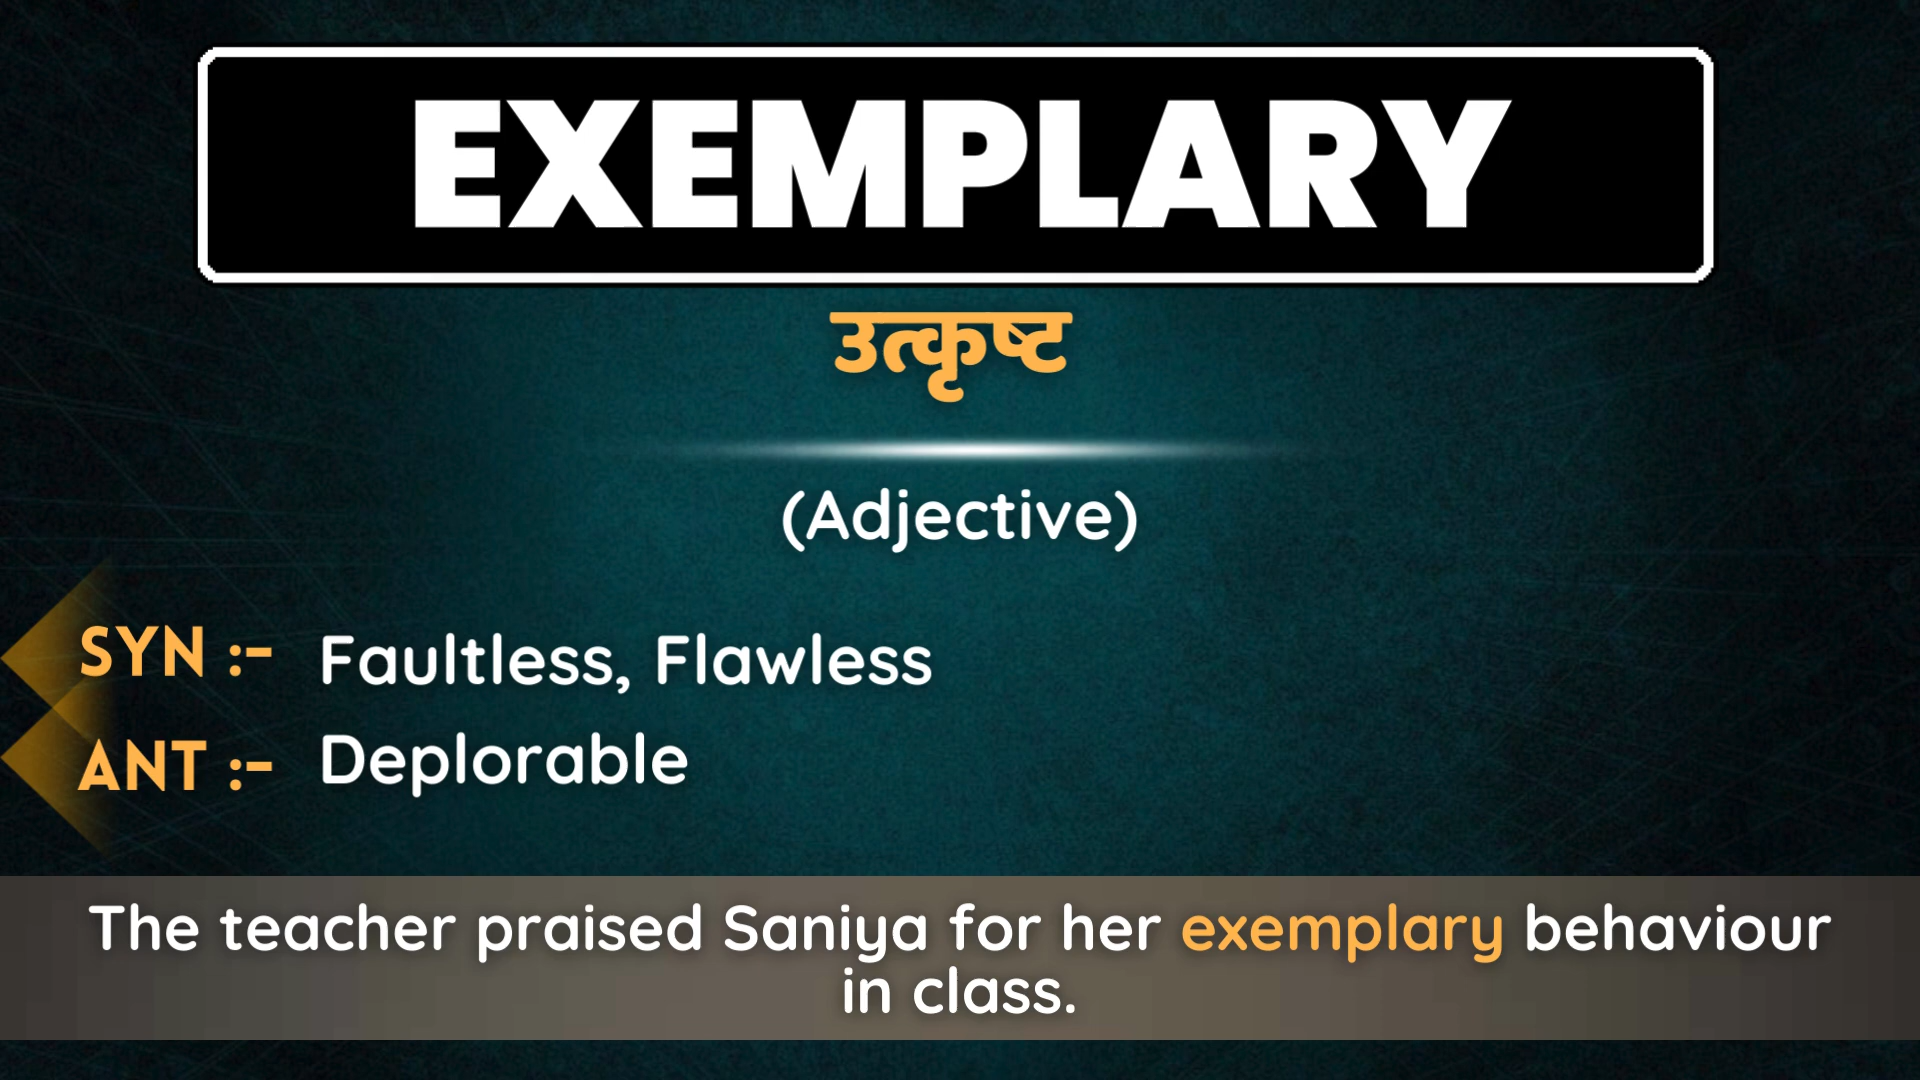 EXEMPLARY
उत्कृष्ट
(Adjective)
SYN :- Faultless, Flawless
ANT :- Deplorable
The teacher praised Saniya for her exemplary behaviour
in class.